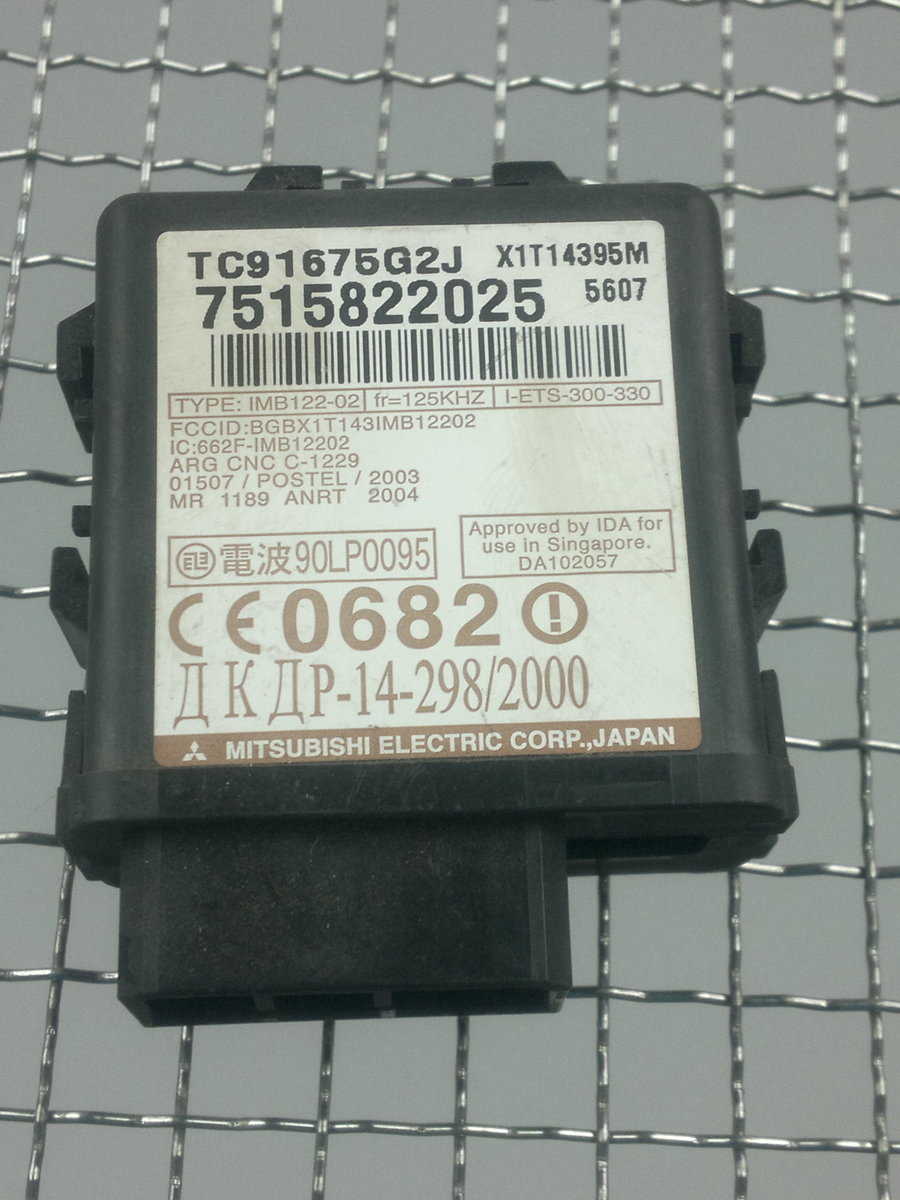 TC91675G2J X1T14395M
7515822025 5607
TYPE: IMB122-02 fr=125KHZ I-ETS-300-330
FCCID:BGBX1T143IMB12202
IC:662F-IMB12202
ARG CNC C-1229
01507 / POSTEL / 2003
MR 1189 ANRT 2004
電波90LP0095
Approved by IDA for
use in Singapore.
DA102057
CE0682
ДКДР-14-298/2000
MITSUBISHI ELECTRIC CORP.,JAPAN